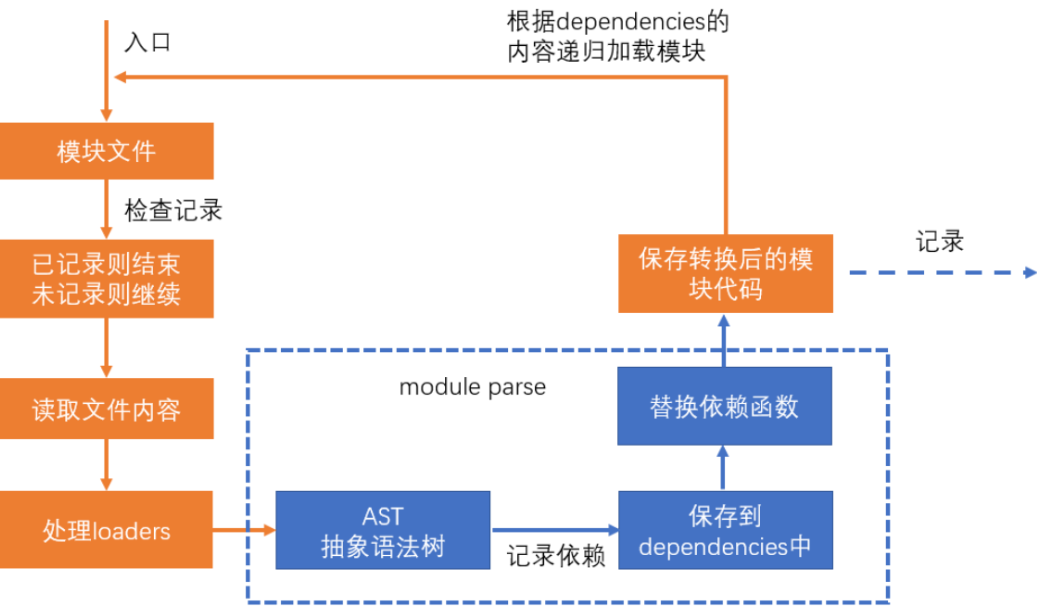 入口
根据dependencies的
内容递归加载模块
模块文件
检查记录
已记录则结束
未记录则继续
读取文件内容
处理loaders
module parse
AST
抽象语法树
记录依赖
保存到
dependencies中
替换依赖函数
保存转换后的模
块代码
记录